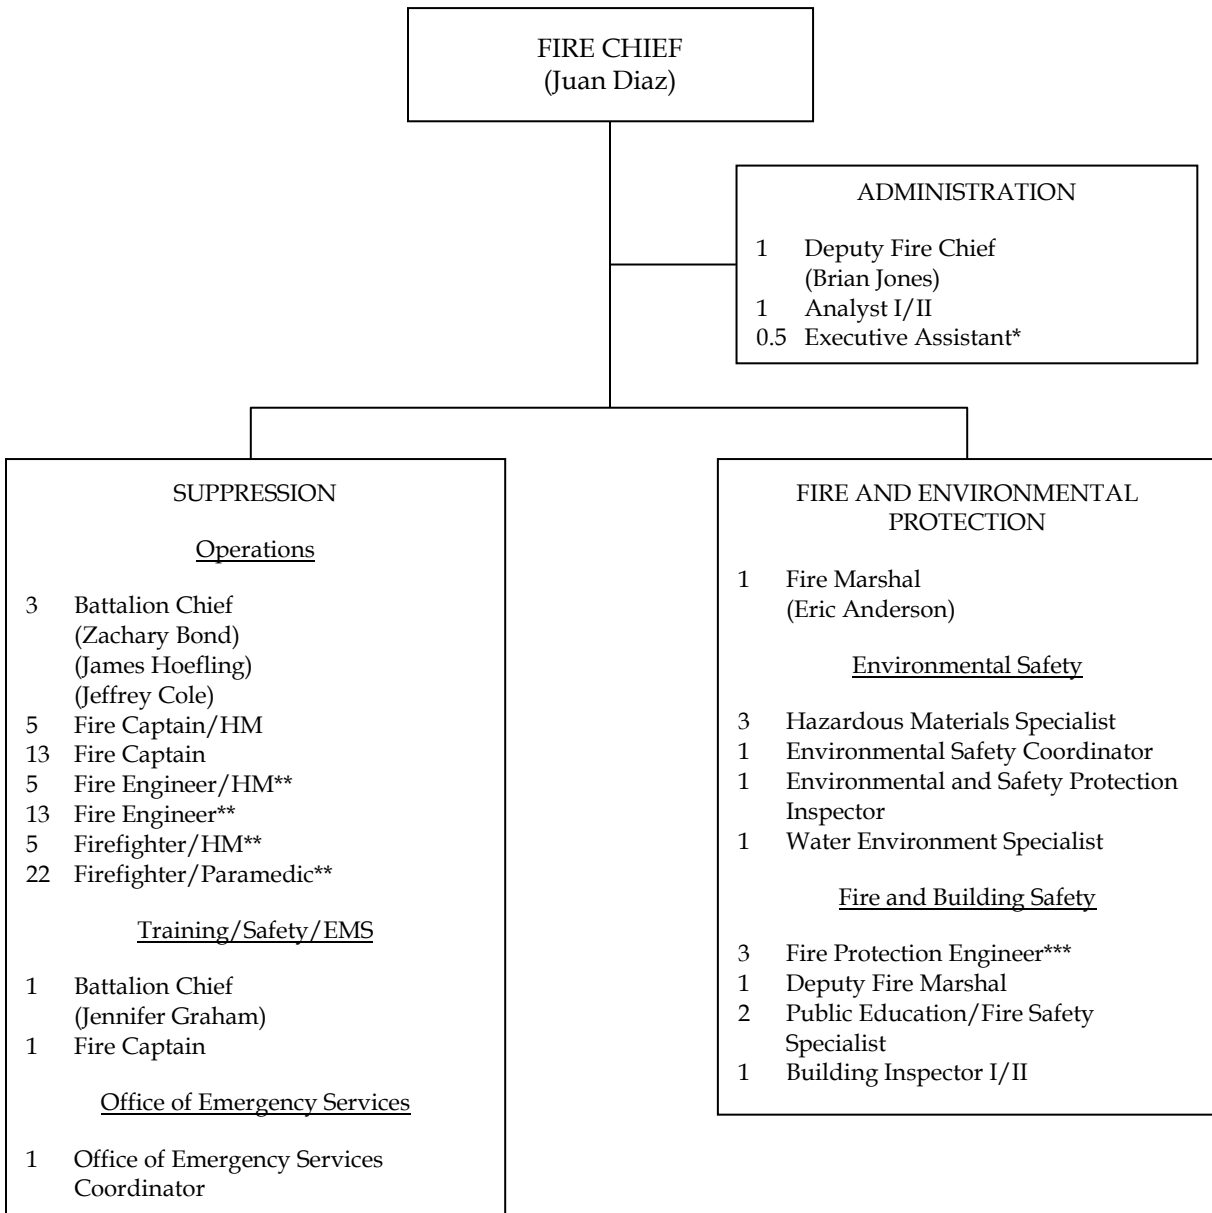 FIRE CHIEF
(Juan Diaz)
ADMINISTRATION
1 Deputy Fire Chief
(Brian Jones)
1 Analyst I/II
0.5 Executive Assistant*
SUPPRESSION
Operations
3 Battalion Chief
(Zachary Bond)
(James Hoefling)
(Jeffrey Cole)
5 Fire Captain/HM
13 Fire Captain
5 Fire Engineer/HM**
13 Fire Engineer**
5 Firefighter/HM**
22 Firefighter/Paramedic**
Training/Safety/EMS
1 Battalion Chief
(Jennifer Graham)
1 Fire Captain
Office of Emergency Services
1 Office of Emergency Services
Coordinator
FIRE AND ENVIRONMENTAL
PROTECTION
1 Fire Marshal
(Eric Anderson)
Environmental Safety
3 Hazardous Materials Specialist
1 Environmental Safety Coordinator
1 Environmental and Safety Protection
Inspector
1 Water Environment Specialist
Fire and Building Safety
3 Fire Protection Engineer***
1 Deputy Fire Marshal
2 Public Education/Fire Safety
Specialist
1 Building Inspector I/II